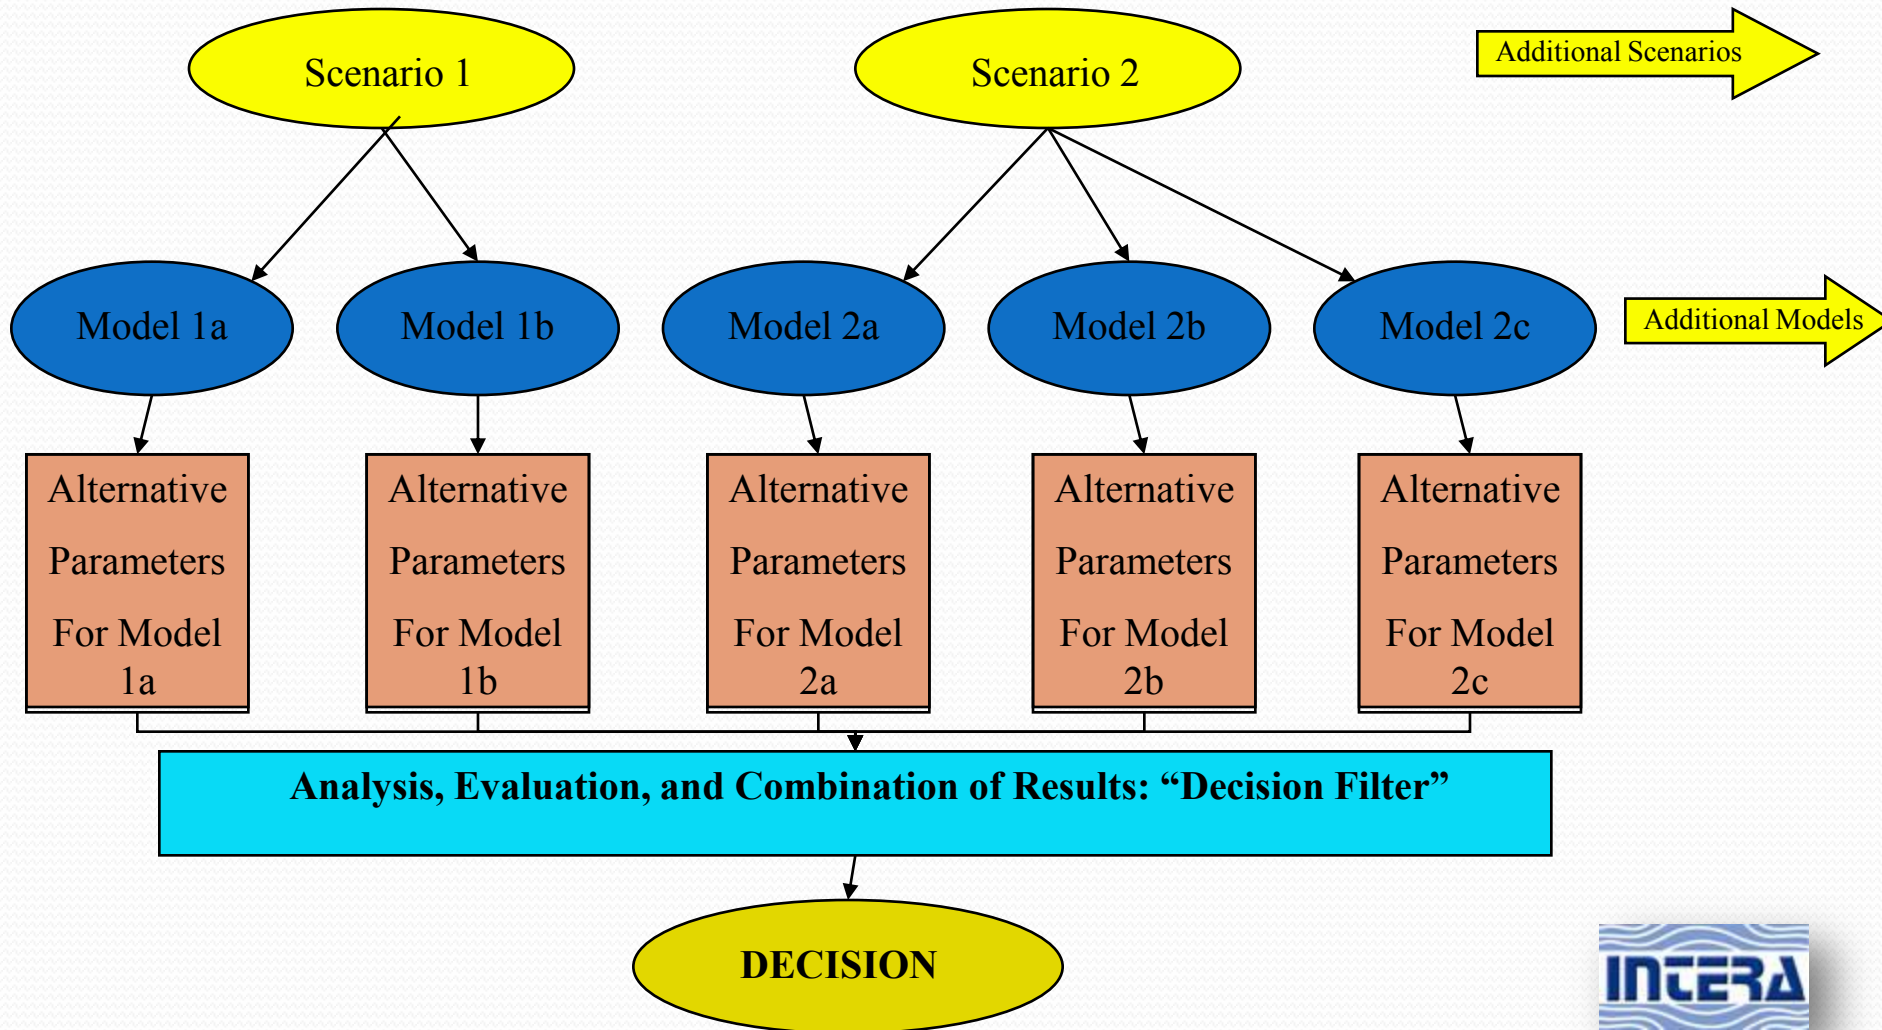 Scenario 1
Scenario 2
Additional Scenarios
Model 1a
Model 1b
Model 2a
Model 2b
Model 2c
Additional Models
Alternative
Parameters
For Model
1a
Alternative
Parameters
For Model
1b
Alternative
Parameters
For Model
2a
Alternative
Parameters
For Model
2b
Alternative
Parameters
For Model
2c
Analysis, Evaluation, and Combination of Results: “Decision Filter”
DECISION
INTERA